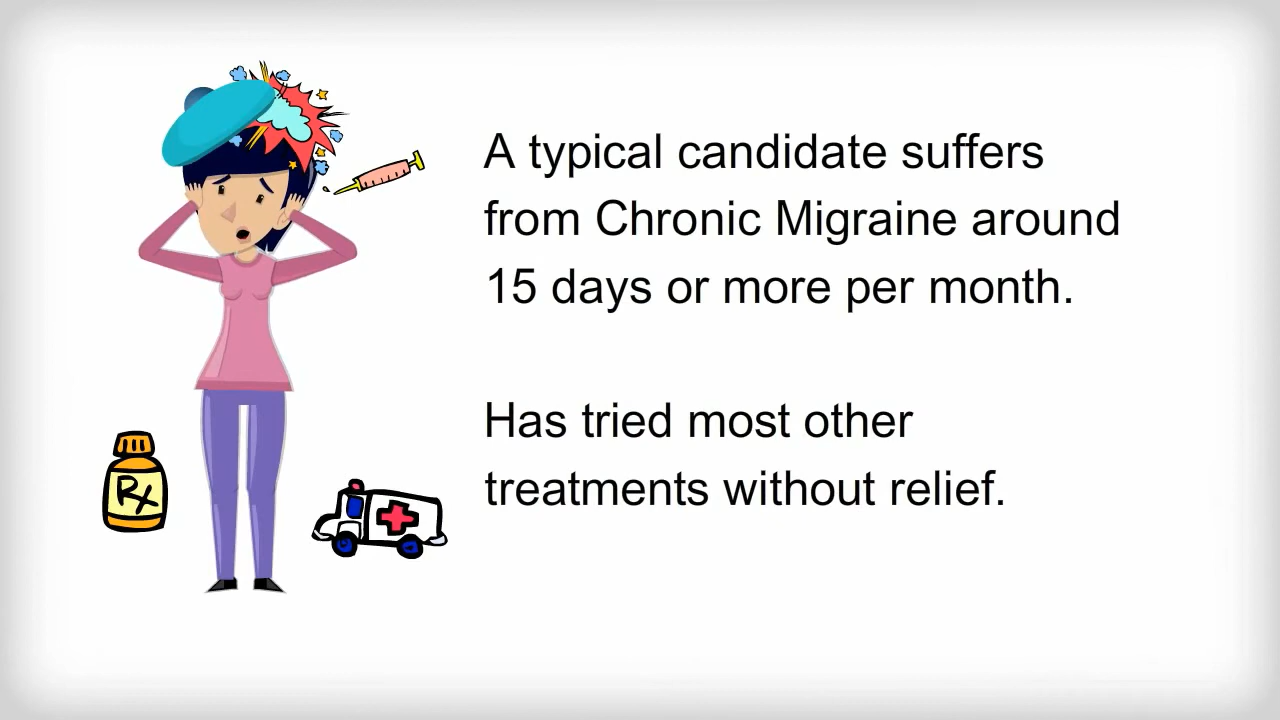 A typical candidate suffers
from Chronic Migraine around
15 days or more per month.
Has tried most other
treatments without relief.
Rx